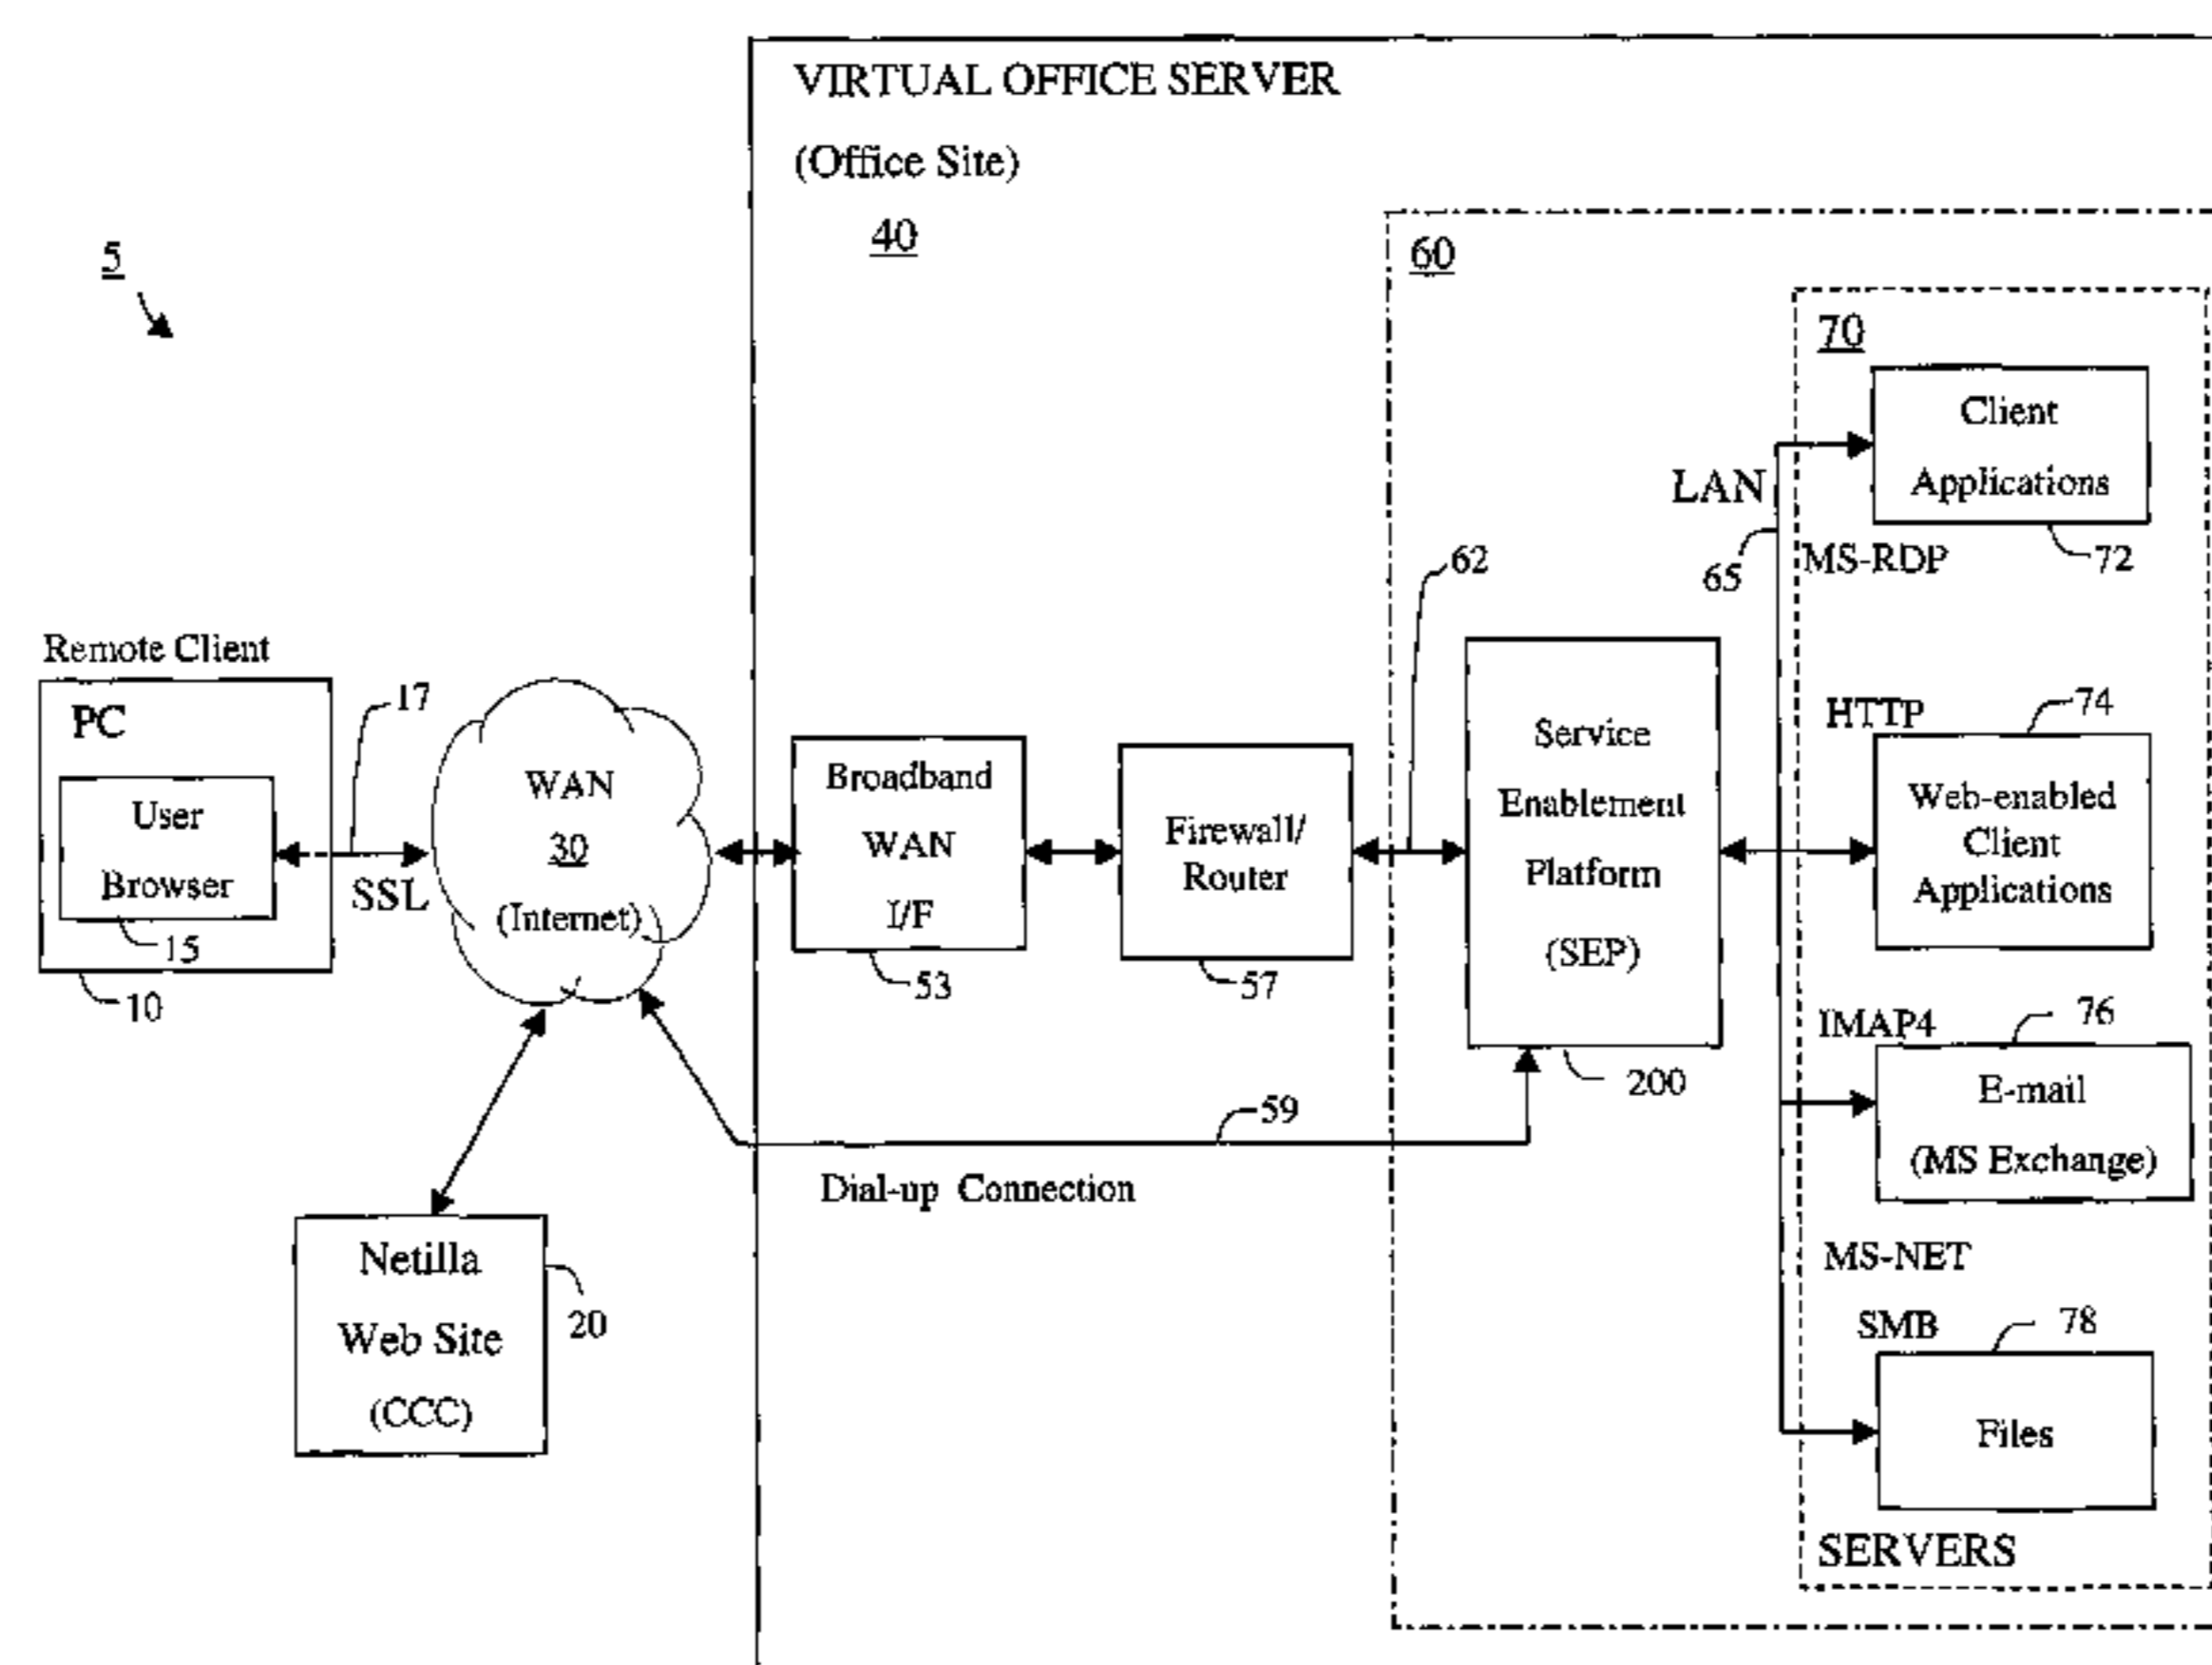 VIRTUAL OFFICE SERVER
(Office Site)
40
5
60
70
Client
Applications
72
LAN
65
MS-RDP
62
Remote Client
PC
17
User
Browser
15
10
SSL
WAN
30
(Internet)
Broadband
WAN
I/F
53
Firewall/
Router
57
Service
Enablement
Platform
(SEP)
200
HTTP
74
Web-enabled
Client
Applications
IMAP4
76
E-mail
(MS Exchange)
59
Dial-up Connection
Netilla
Web Site
(CCC)
20
MS-NET
SMB
78
Files
SERVERS